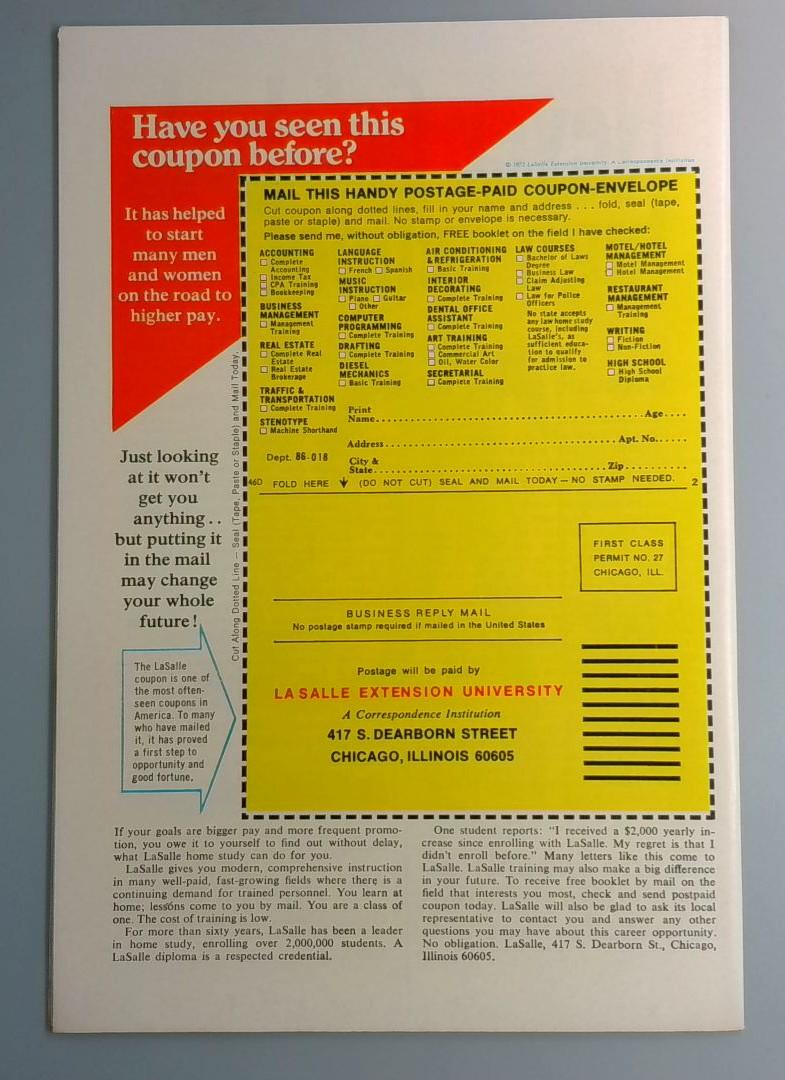 Have you seen this
coupon before?
© 1972 LaSalle Extension University, A Correspondence Institution
It has helped
to start
many men
and women
on the road to
higher pay.
MAIL THIS HANDY POSTAGE-PAID COUPON-ENVELOPE
Cut coupon along dotted lines, fill in your name and address . . . fold, seal (tape,
paste or staple) and mail. No stamp or envelope is necessary.
Please send me, without obligation, FREE booklet on the field I have checked:
ACCOUNTING
Complete
Accounting
Income Tax
CPA Training
Bookkeeping
BUSINESS
MANAGEMENT
Management
Training
REAL ESTATE
Complete Real
Estate
Real Estate
Brokerage
TRAFFIC &
TRANSPORTATION
Complete Training
STENOTYPE
Machine Shorthand
LANGUAGE
INSTRUCTION
French Spanish
MUSIC
INSTRUCTION
Piano Guitar
Other
COMPUTER
PROGRAMMING
Complete Training
DRAFTING
Complete Training
DIESEL
MECHANICS
Basic Training
AIR CONDITIONING
& REFRIGERATION
Basic Training
INTERIOR
DECORATING
Complete Training
DENTAL OFFICE
ASSISTANT
Complete Training
ART TRAINING
Complete Training
Commercial Art
Oil, Water Color
SECRETARIAL
Complete Training
LAW COURSES
Bachelor of Laws
Degree
Business Law
Claim Adjusting
Law
Law for Police
Officers
No state accepts
any law home study
course, including
LaSalle's, as
sufficient educa-
tion to qualify
for admission to
practice law.
MOTEL/HOTEL
MANAGEMENT
Motel Management
Hotel Management
RESTAURANT
MANAGEMENT
Management
Training
WRITING
Fiction
Non-Fiction
HIGH SCHOOL
High School
Diploma
Print
Name Age
Address Apt. No.
Dept. 86-018
City &
State Zip
46D FOLD HERE (DO NOT CUT) SEAL AND MAIL TODAY — NO STAMP NEEDED. 2
Cut Along Dotted Line — Seal (Tape, Paste or Staple) and Mail Today.
Just looking
at it won't
get you
anything . .
but putting it
in the mail
may change
your whole
future!
The LaSalle
coupon is one of
the most often-
seen coupons in
America. To many
who have mailed
it, it has proved
a first step to
opportunity and
good fortune.
FIRST CLASS
PERMIT NO. 27
CHICAGO, ILL.
BUSINESS REPLY MAIL
No postage stamp required if mailed in the United States
Postage will be paid by
LA SALLE EXTENSION UNIVERSITY
A Correspondence Institution
417 S. DEARBORN STREET
CHICAGO, ILLINOIS 60605
If your goals are bigger pay and more frequent promo-
tion, you owe it to yourself to find out without delay,
what LaSalle home study can do for you.
LaSalle gives you modern, comprehensive instruction
in many well-paid, fast-growing fields where there is a
continuing demand for trained personnel. You learn at
home; lessons come to you by mail. You are a class of
one. The cost of training is low.
For more than sixty years, LaSalle has been a leader
in home study, enrolling over 2,000,000 students. A
LaSalle diploma is a respected credential.
One student reports: "I received a $2,000 yearly in-
crease since enrolling with LaSalle. My regret is that I
didn't enroll before." Many letters like this come to
LaSalle. LaSalle training may also make a big difference
in your future. To receive free booklet by mail on the
field that interests you most, check and send postpaid
coupon today. LaSalle will also be glad to ask its local
representative to contact you and answer any other
questions you may have about this career opportunity.
No obligation. LaSalle, 417 S. Dearborn St., Chicago,
Illinois 60605.